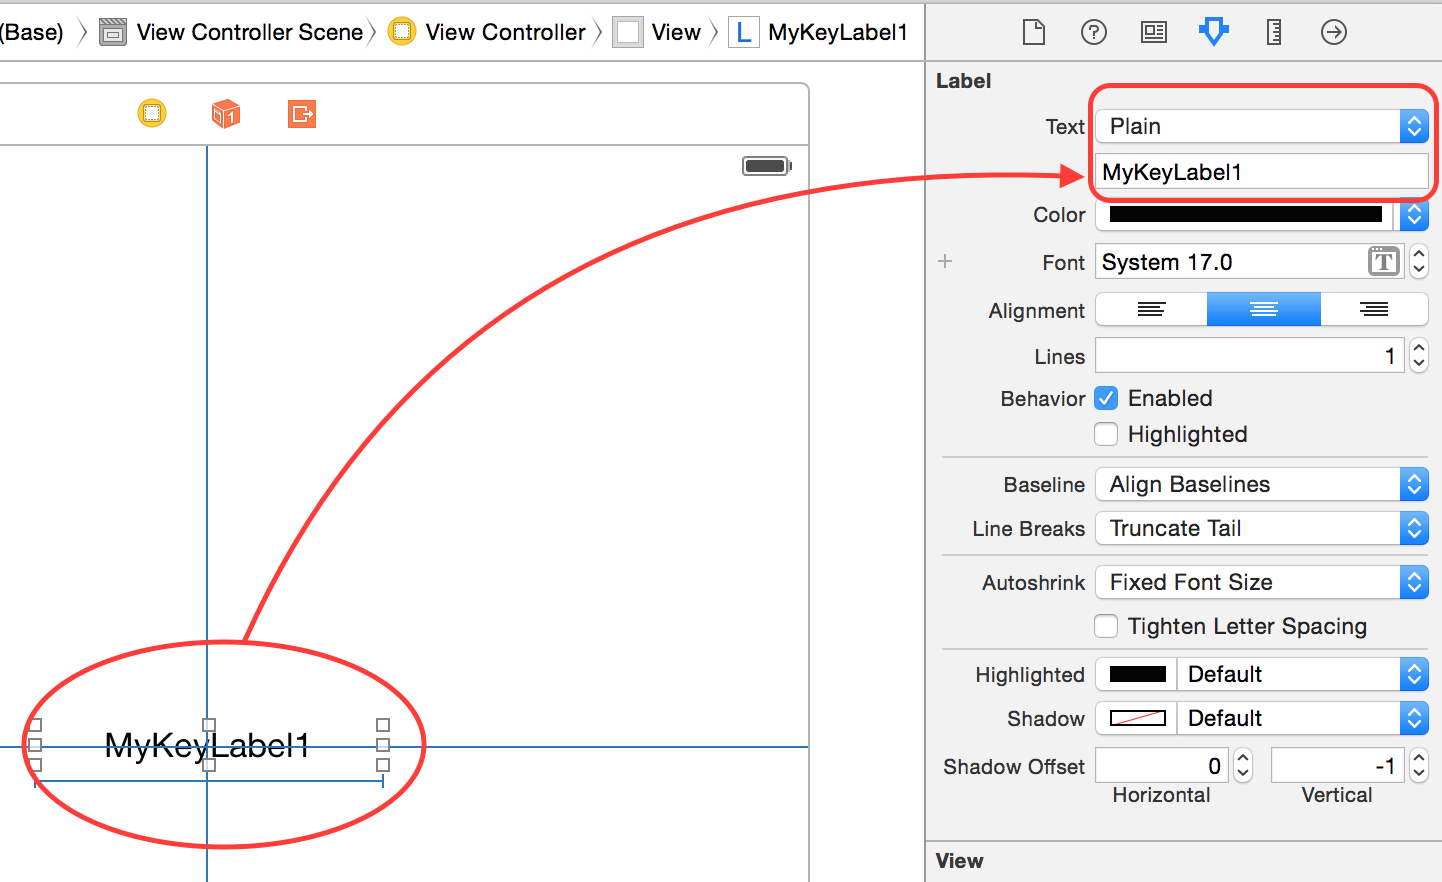 (Base) View Controller Scene View Controller View L MyKeyLabel1
?
1
Label
Text Plain
MyKeyLabel1
Color
+ Font System 17.0 T
Alignment
Lines 1
Behavior Enabled
Highlighted
Baseline Align Baselines
Line Breaks Truncate Tail
Autoshrink Fixed Font Size
Tighten Letter Spacing
Highlighted Default
Shadow Default
Shadow Offset 0 -1
Horizontal Vertical
View
MyKeyLabel1